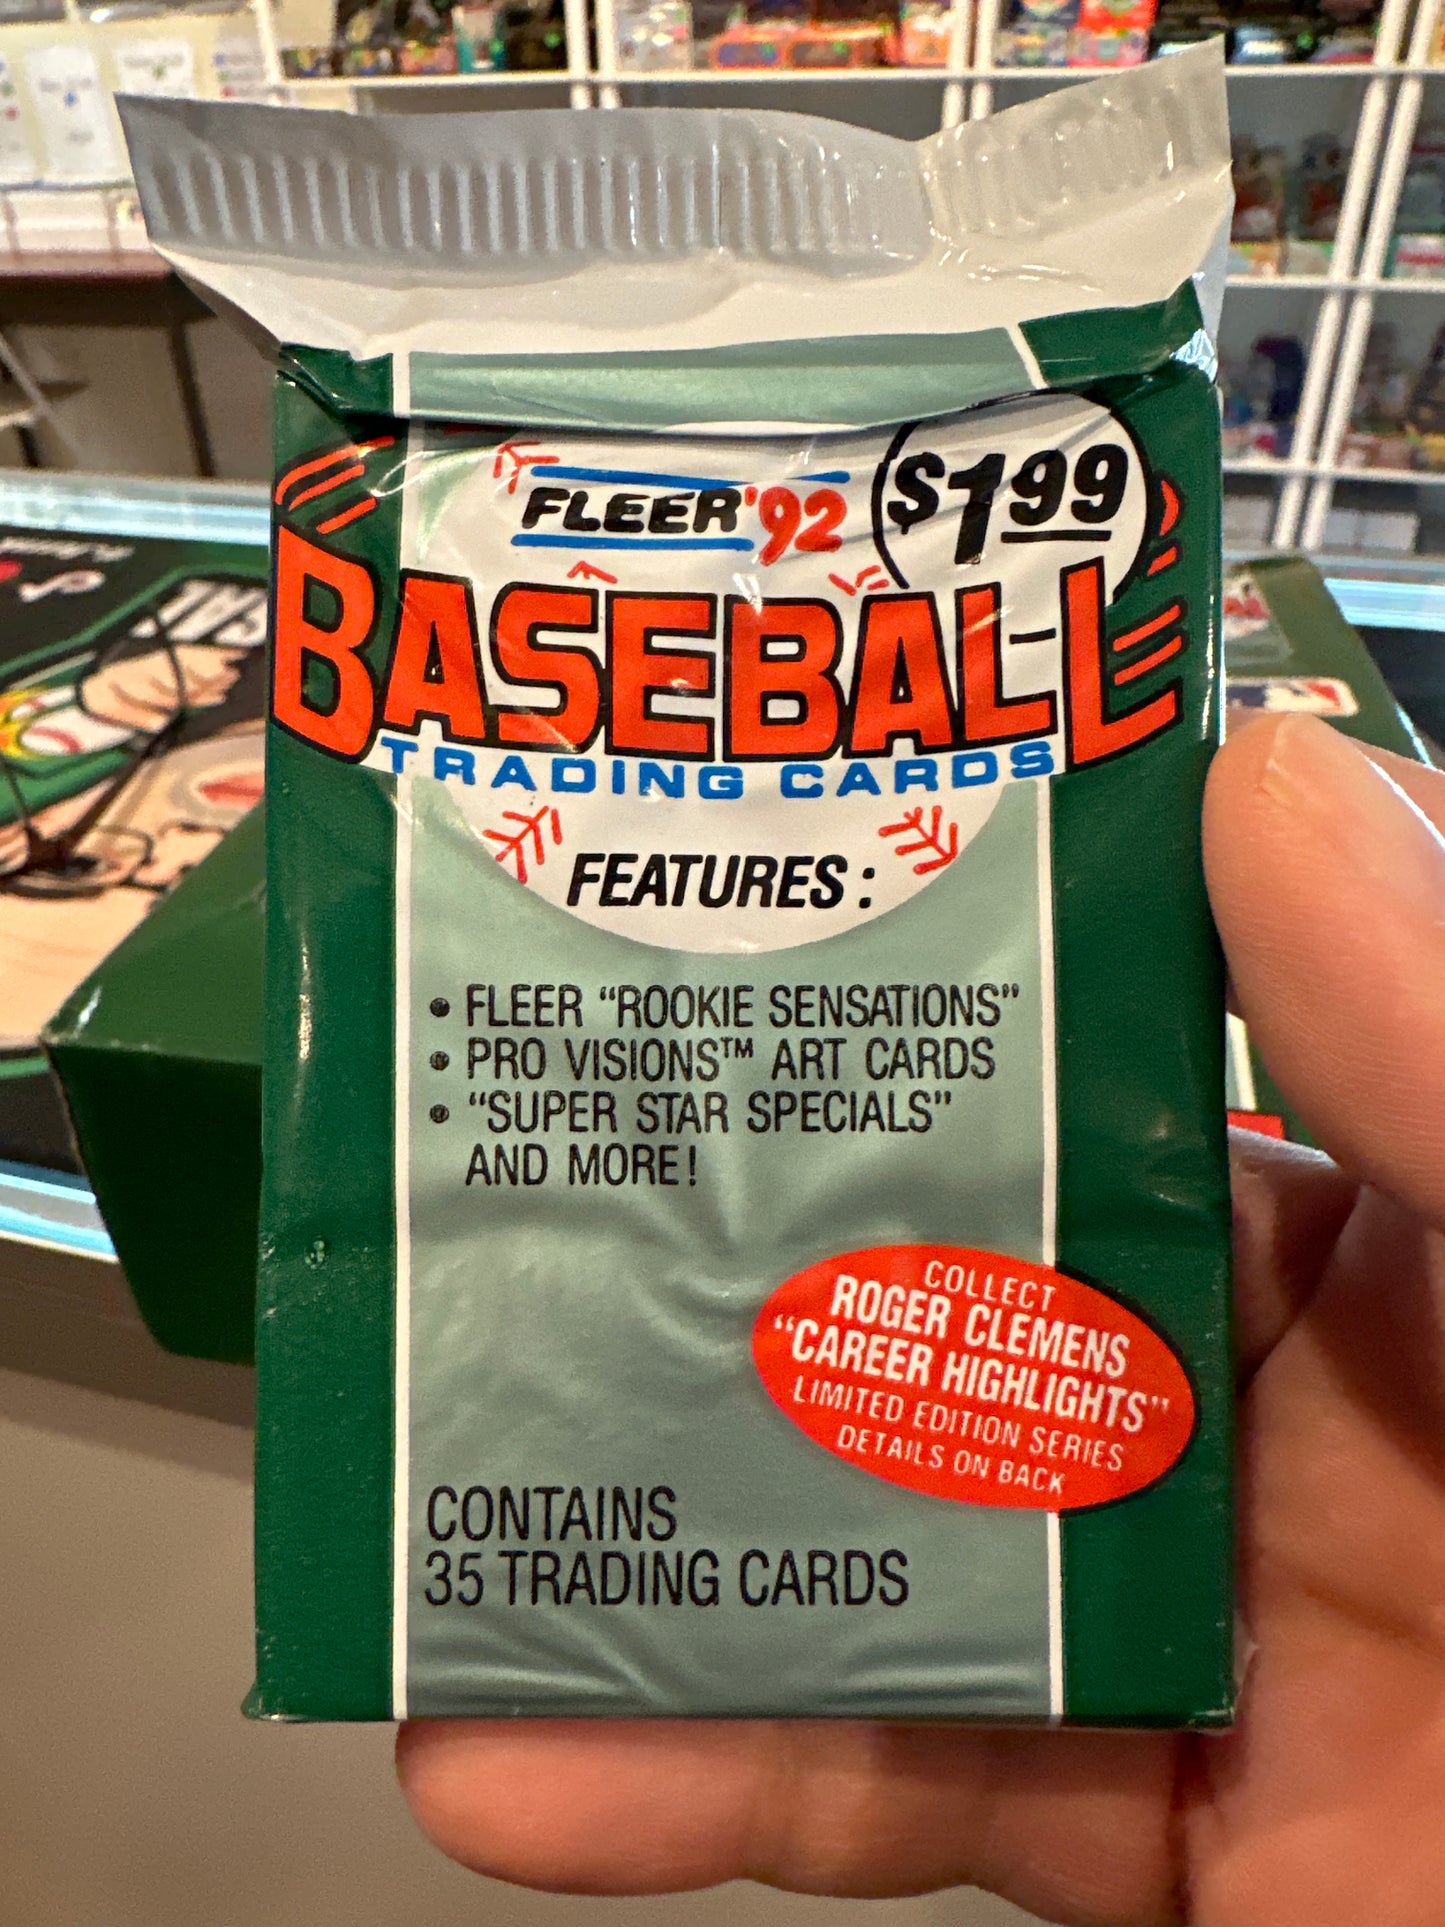 FLEER '92
$1.99
BASEBALL
TRADING CARDS
FEATURES:
• FLEER “ROOKIE SENSATIONS”
• PRO VISIONS™ ART CARDS
• “SUPER STAR SPECIALS”
AND MORE!
COLLECT
ROGER CLEMENS
“CAREER HIGHLIGHTS”
LIMITED EDITION SERIES
DETAILS ON BACK
CONTAINS
35 TRADING CARDS